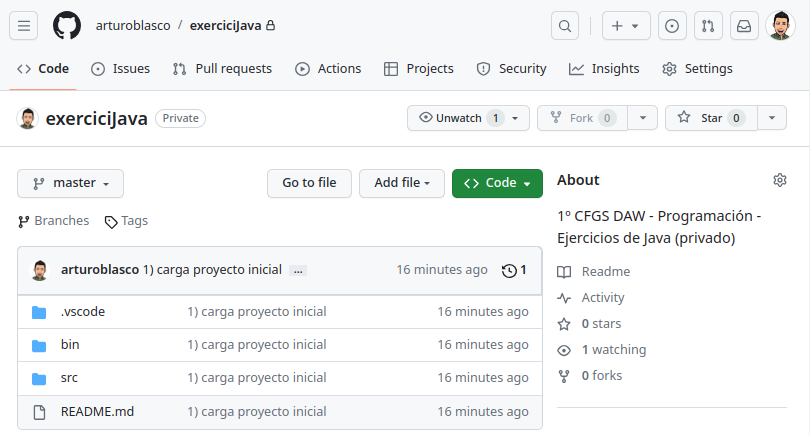 arturoblasco / exerciciJava
Code Issues Pull requests Actions Projects Security Insights Settings
exerciciJava Private Unwatch 1 Fork 0 Star 0
master Go to file Add file Code
Branches Tags
arturoblasco 1) carga proyecto inicial ... 16 minutes ago 1
.vscode 1) carga proyecto inicial 16 minutes ago
bin 1) carga proyecto inicial 16 minutes ago
src 1) carga proyecto inicial 16 minutes ago
README.md 1) carga proyecto inicial 16 minutes ago
About
1º CFGS DAW - Programación -
Ejercicios de Java (privado)
Readme
Activity
0 stars
1 watching
0 forks